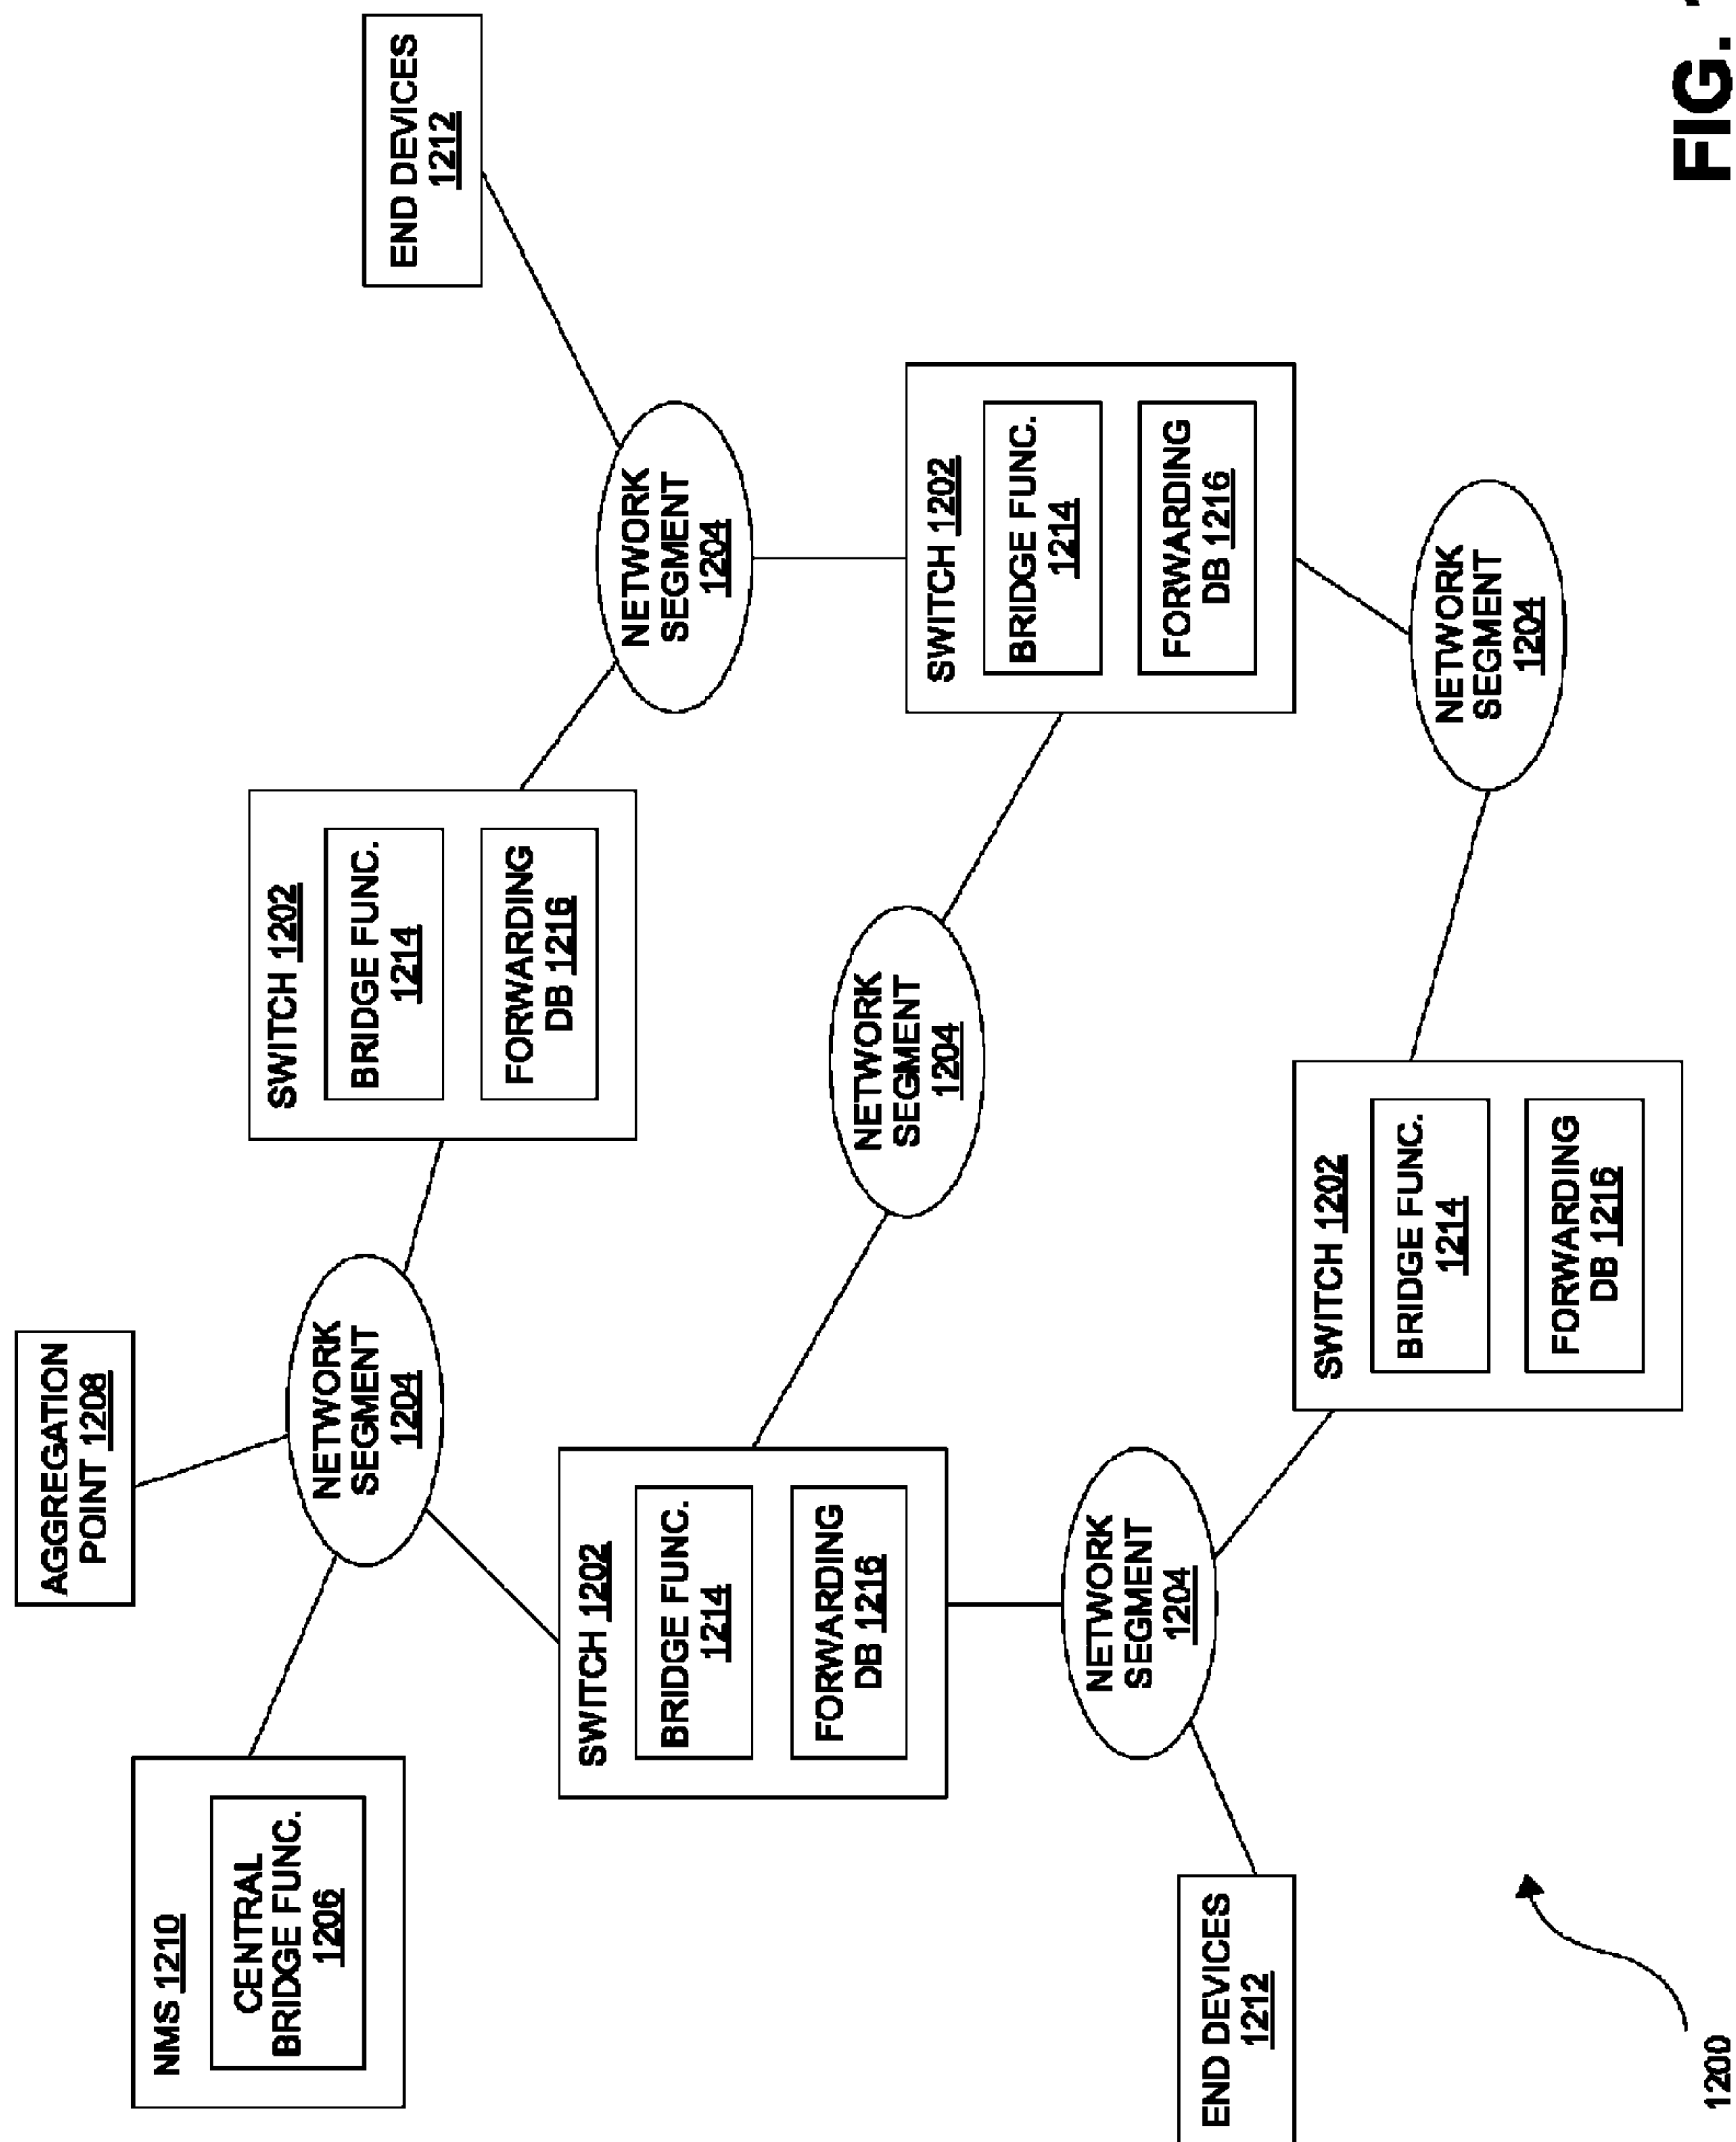 NMS 1210
CENTRAL
BRIDGE FUNC.
1206
AGGREGATION
POINT 1208
NETWORK
SEGMENT
1204
SWITCH 1202
BRIDGE FUNC.
1214
FORWARDING
DB 1216
END DEVICES
1212
SWITCH 1202
BRIDGE FUNC.
1214
FORWARDING
DB 1216
NETWORK
SEGMENT
1204
NETWORK
SEGMENT
1204
END DEVICES
1212
NETWORK
SEGMENT
1204
SWITCH 1202
BRIDGE FUNC.
1214
FORWARDING
DB 1216
SWITCH 1202
BRIDGE FUNC.
1214
FORWARDING
DB 1216
NETWORK
SEGMENT
1204
1200
FIG.